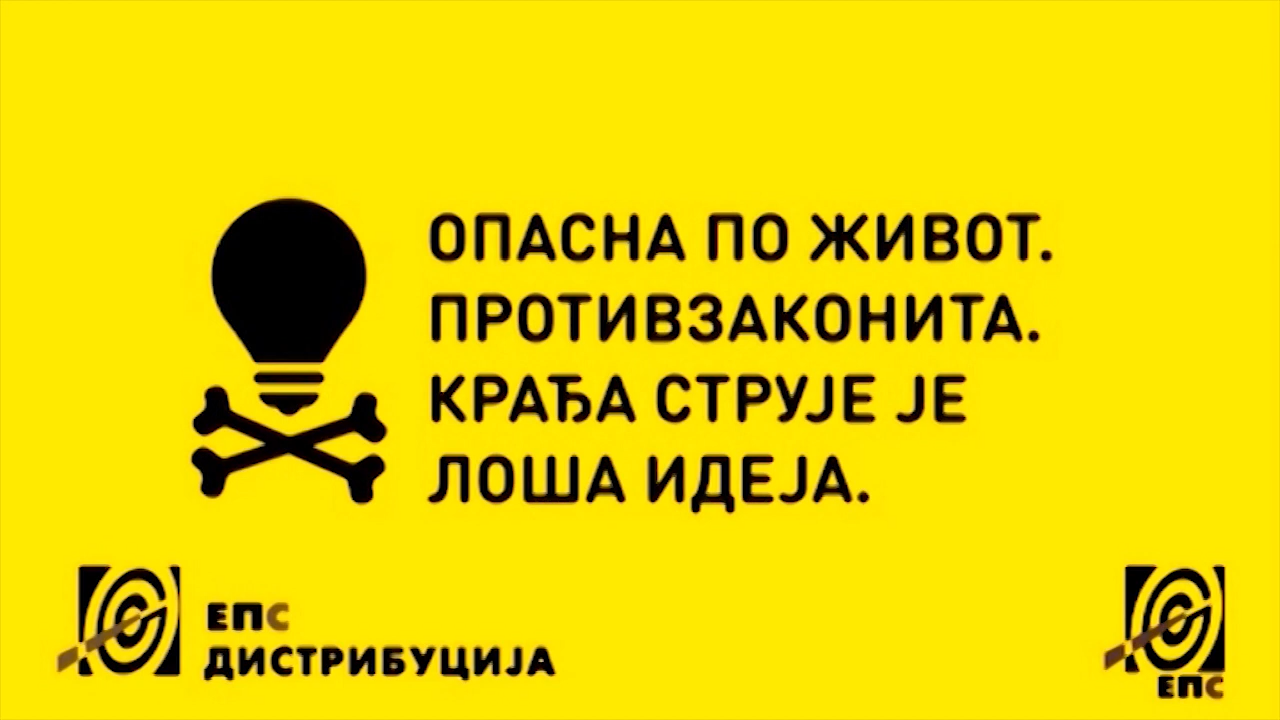 ОПАСНА ПО ЖИВОТ.
ПРОТИВЗАКОНИТА.
КРАЂА СТРУЈЕ ЈЕ
ЛОША ИДЕЈА.
ЕПС
ДИСТРИБУЦИЈА
ЕПС